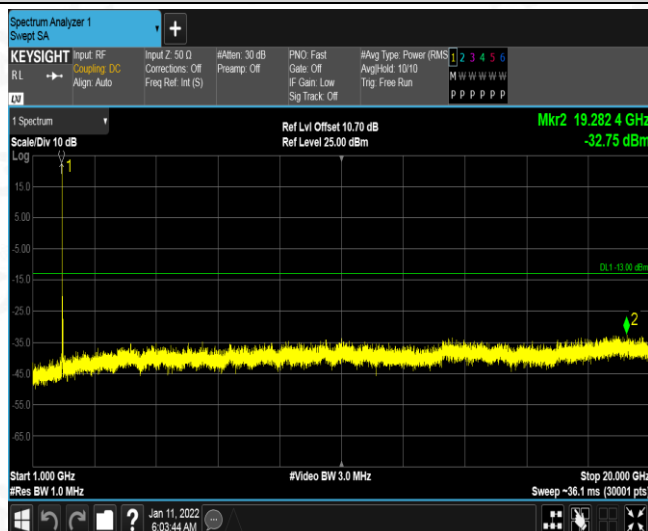 Spectrum Analyzer 1
Swept SA
+
KEYSIGHT
RL
LXI
Input: RF
Coupling: DC
Align: Auto
Input Z: 50 Ω
Corrections: Off
Freq Ref: Int (S)
#Atten: 30 dB
Preamp: Off
PNO: Fast
Gate: Off
IF Gain: Low
Sig Track: Off
#Avg Type: Power (RMS
Avg|Hold: 10/10
Trig: Free Run
1 2 3 4 5 6
M W W W W W
P P P P P P
1 Spectrum
Scale/Div 10 dB
Log
Ref Lvl Offset 10.70 dB
Ref Level 25.00 dBm
Mkr2 19.282 4 GHz
-32.75 dBm
1
15.0
5.00
-5.00
DL1 -13.00 dBm
-15.0
-25.0
2
-35.0
-45.0
-55.0
-65.0
Start 1.000 GHz
#Video BW 3.0 MHz
Stop 20.000 GHz
#Res BW 1.0 MHz
Sweep ~36.1 ms (30001 pts)
?
Jan 11, 2022
6:03:44 AM